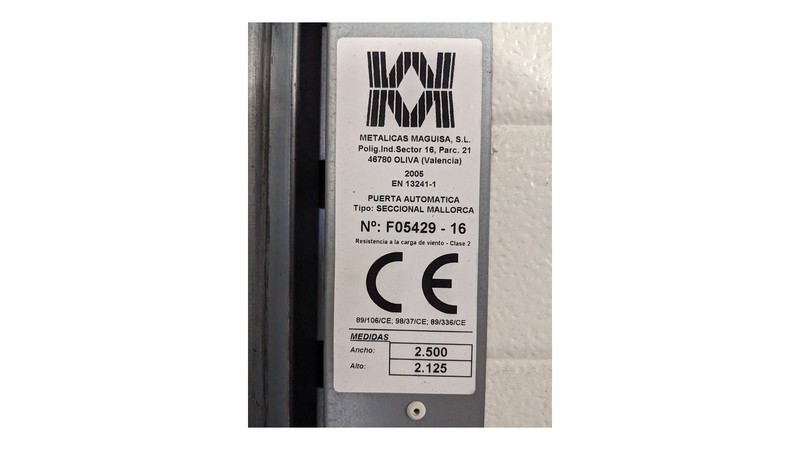 METALICAS MAGUISA, S.L.
Polig.Ind.Sector 16, Parc. 21
46780 OLIVA (Valencia)
2005
EN 13241-1
PUERTA AUTOMATICA
Tipo: SECCIONAL MALLORCA
Nº: F05429 - 16
Resistencia a la carga de viento - Clase 2
CE
89/106/CE; 98/37/CE; 89/336/CE
MEDIDAS
Ancho: 2.500
Alto: 2.125